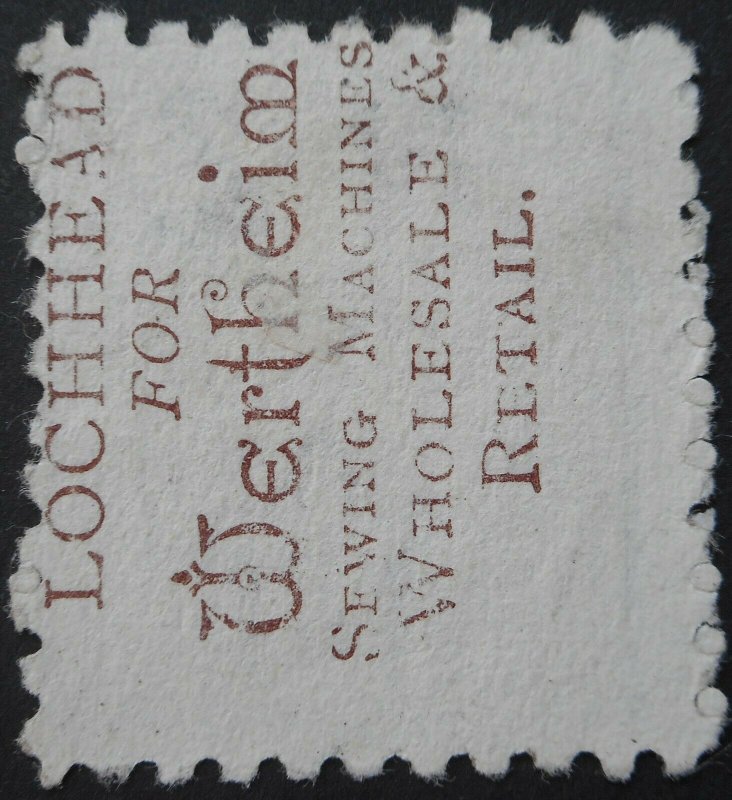 LOCHHEAD
FOR
Wertheim
SEWING MACHINES
WHOLESALE &
RETAIL.